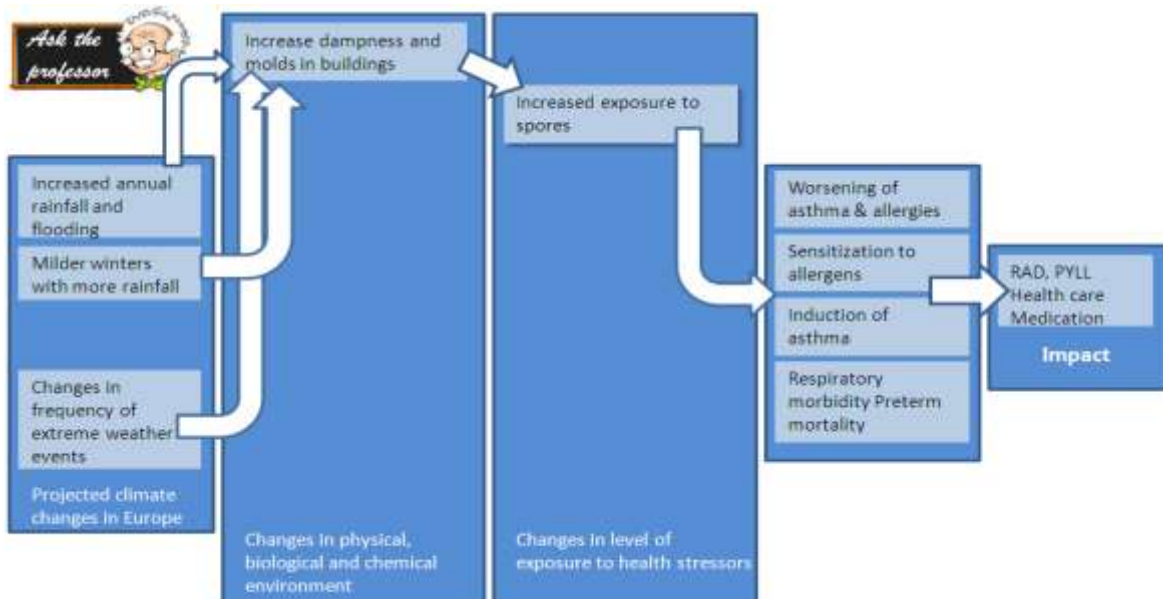 Ask the
professor
Increase dampness and
molds in buildings
Increased exposure to
spores
Increased annual
rainfall and
flooding
Milder winters
with more rainfall
Changes in
frequency of
extreme weather
events
Projected climate
changes in Europe
Changes in physical,
biological and chemical
environment
Changes in level of
exposure to health stressors
Worsening of
asthma & allergies
Sensitization to
allergens
Induction of
asthma
Respiratory
morbidity Preterm
mortality
RAD, PYLL
Health care
Medication
Impact